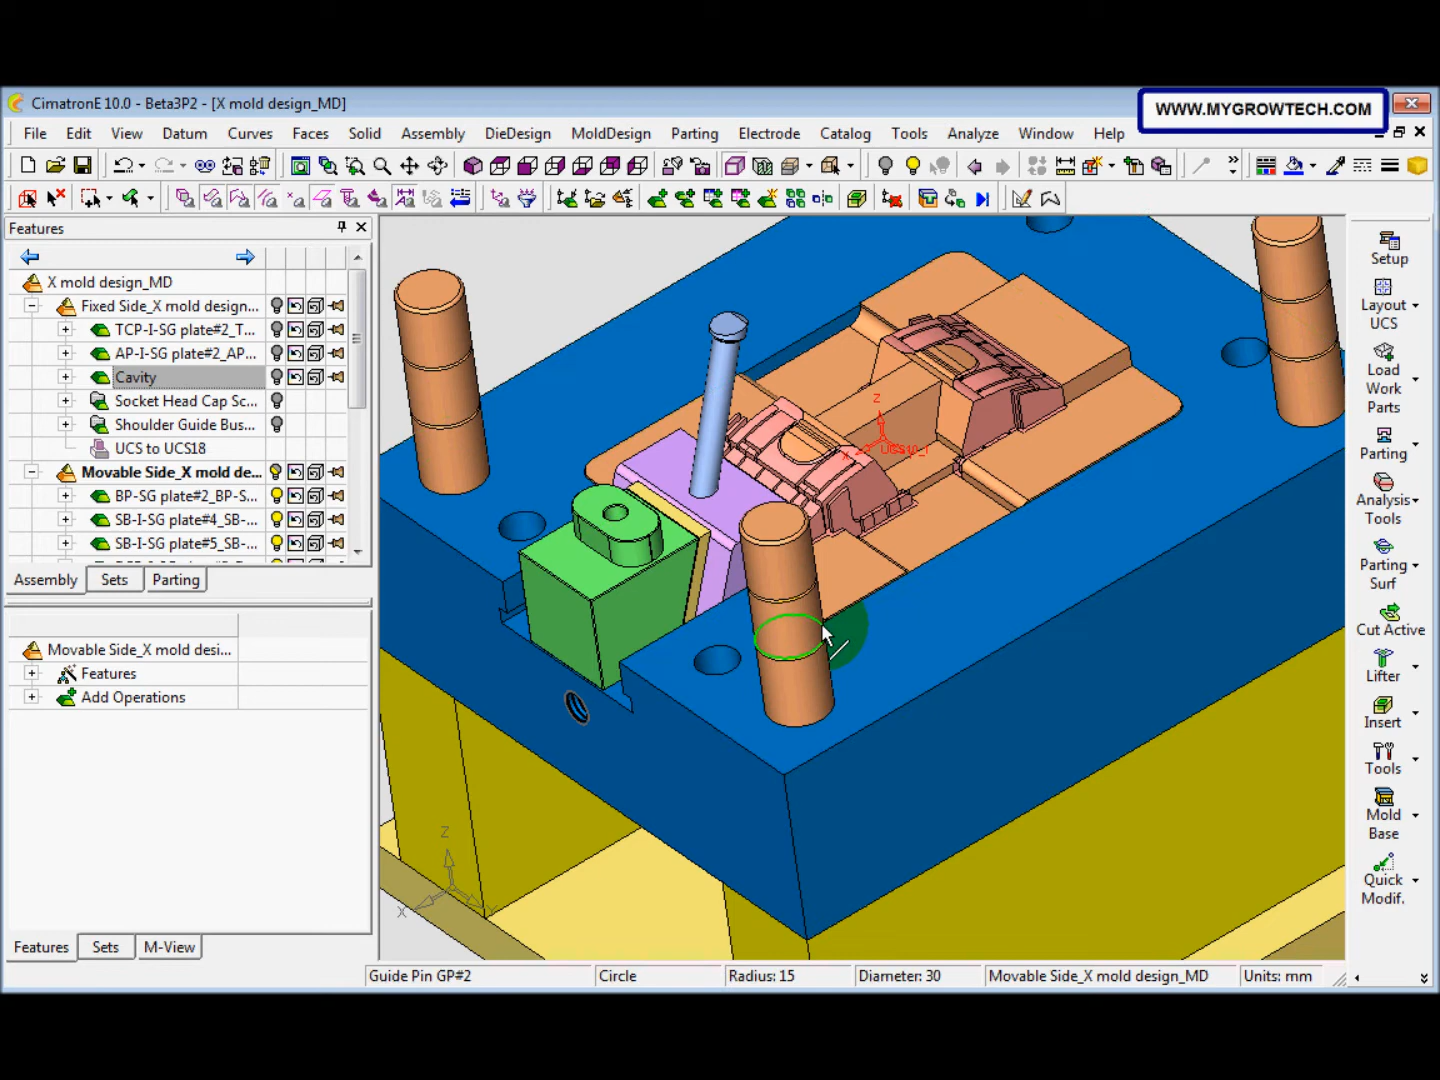 CimatronE 10.0 - Beta3P2 - [X mold design_MD]
WWW.MYGROWTECH.COM
File Edit View Datum Curves Faces Solid Assembly DieDesign MoldDesign Parting Electrode Catalog Tools Analyze Window Help
Features
X mold design_MD
Fixed Side_X mold design...
TCP-I-SG plate#2_T...
AP-I-SG plate#2_AP...
Cavity
Socket Head Cap Sc...
Shoulder Guide Bus...
UCS to UCS18
Movable Side_X mold de...
BP-SG plate#2_BP-S...
SB-I-SG plate#4_SB-...
SB-I-SG plate#5_SB-...
Assembly Sets Parting
Movable Side_X mold desi...
Features
Add Operations
Features Sets M-View
Z
X
Z
X
Setup
Layout
UCS
Load
Work
Parts
Parting
Analysis
Tools
Parting
Surf
Cut Active
Lifter
Insert
Tools
Mold
Base
Quick
Modif.
Guide Pin GP#2 Circle Radius: 15 Diameter: 30 Movable Side_X mold design_MD Units: mm